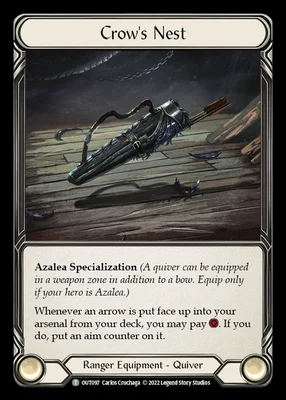 Crow's Nest
Azalea Specialization (A quiver can be equipped
in a weapon zone in addition to a bow. Equip only
if your hero is Azalea.)
Whenever an arrow is put face up into your
arsenal from your deck, you may pay . If you
do, put an aim counter on it.
Ranger Equipment - Quiver
OUT097 Carlos Cruchaga © 2022 Legend Story Studios